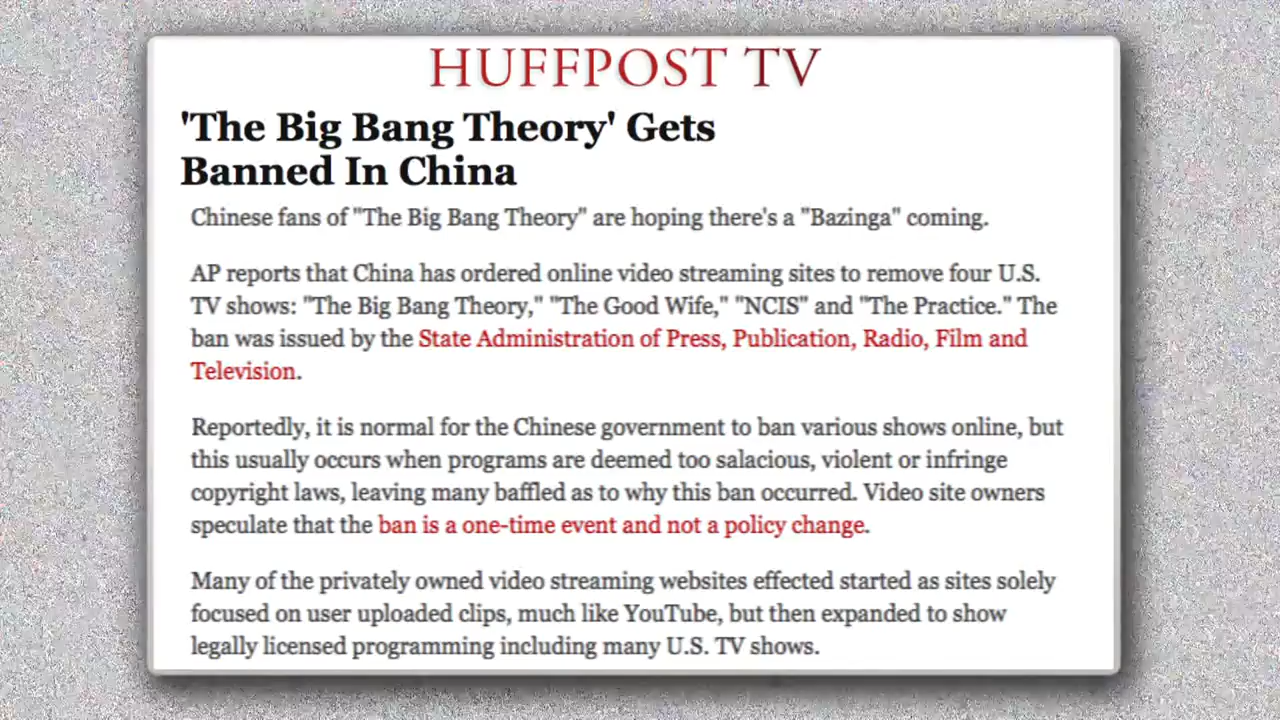 HUFFPOST TV
'The Big Bang Theory' Gets
Banned In China
Chinese fans of "The Big Bang Theory" are hoping there's a "Bazinga" coming.
AP reports that China has ordered online video streaming sites to remove four U.S.
TV shows: "The Big Bang Theory," "The Good Wife," "NCIS" and "The Practice." The
ban was issued by the State Administration of Press, Publication, Radio, Film and
Television.
Reportedly, it is normal for the Chinese government to ban various shows online, but
this usually occurs when programs are deemed too salacious, violent or infringe
copyright laws, leaving many baffled as to why this ban occurred. Video site owners
speculate that the ban is a one-time event and not a policy change.
Many of the privately owned video streaming websites effected started as sites solely
focused on user uploaded clips, much like YouTube, but then expanded to show
legally licensed programming including many U.S. TV shows.